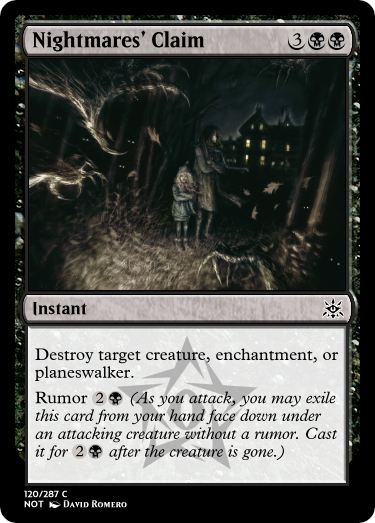 Nightmares' Claim 3
Instant
Destroy target creature, enchantment, or
planeswalker.
Rumor 2 (As you attack, you may exile
this card from your hand face down under
an attacking creature without a rumor. Cast
it for 2 after the creature is gone.)
120/287 C
NOT David Romero